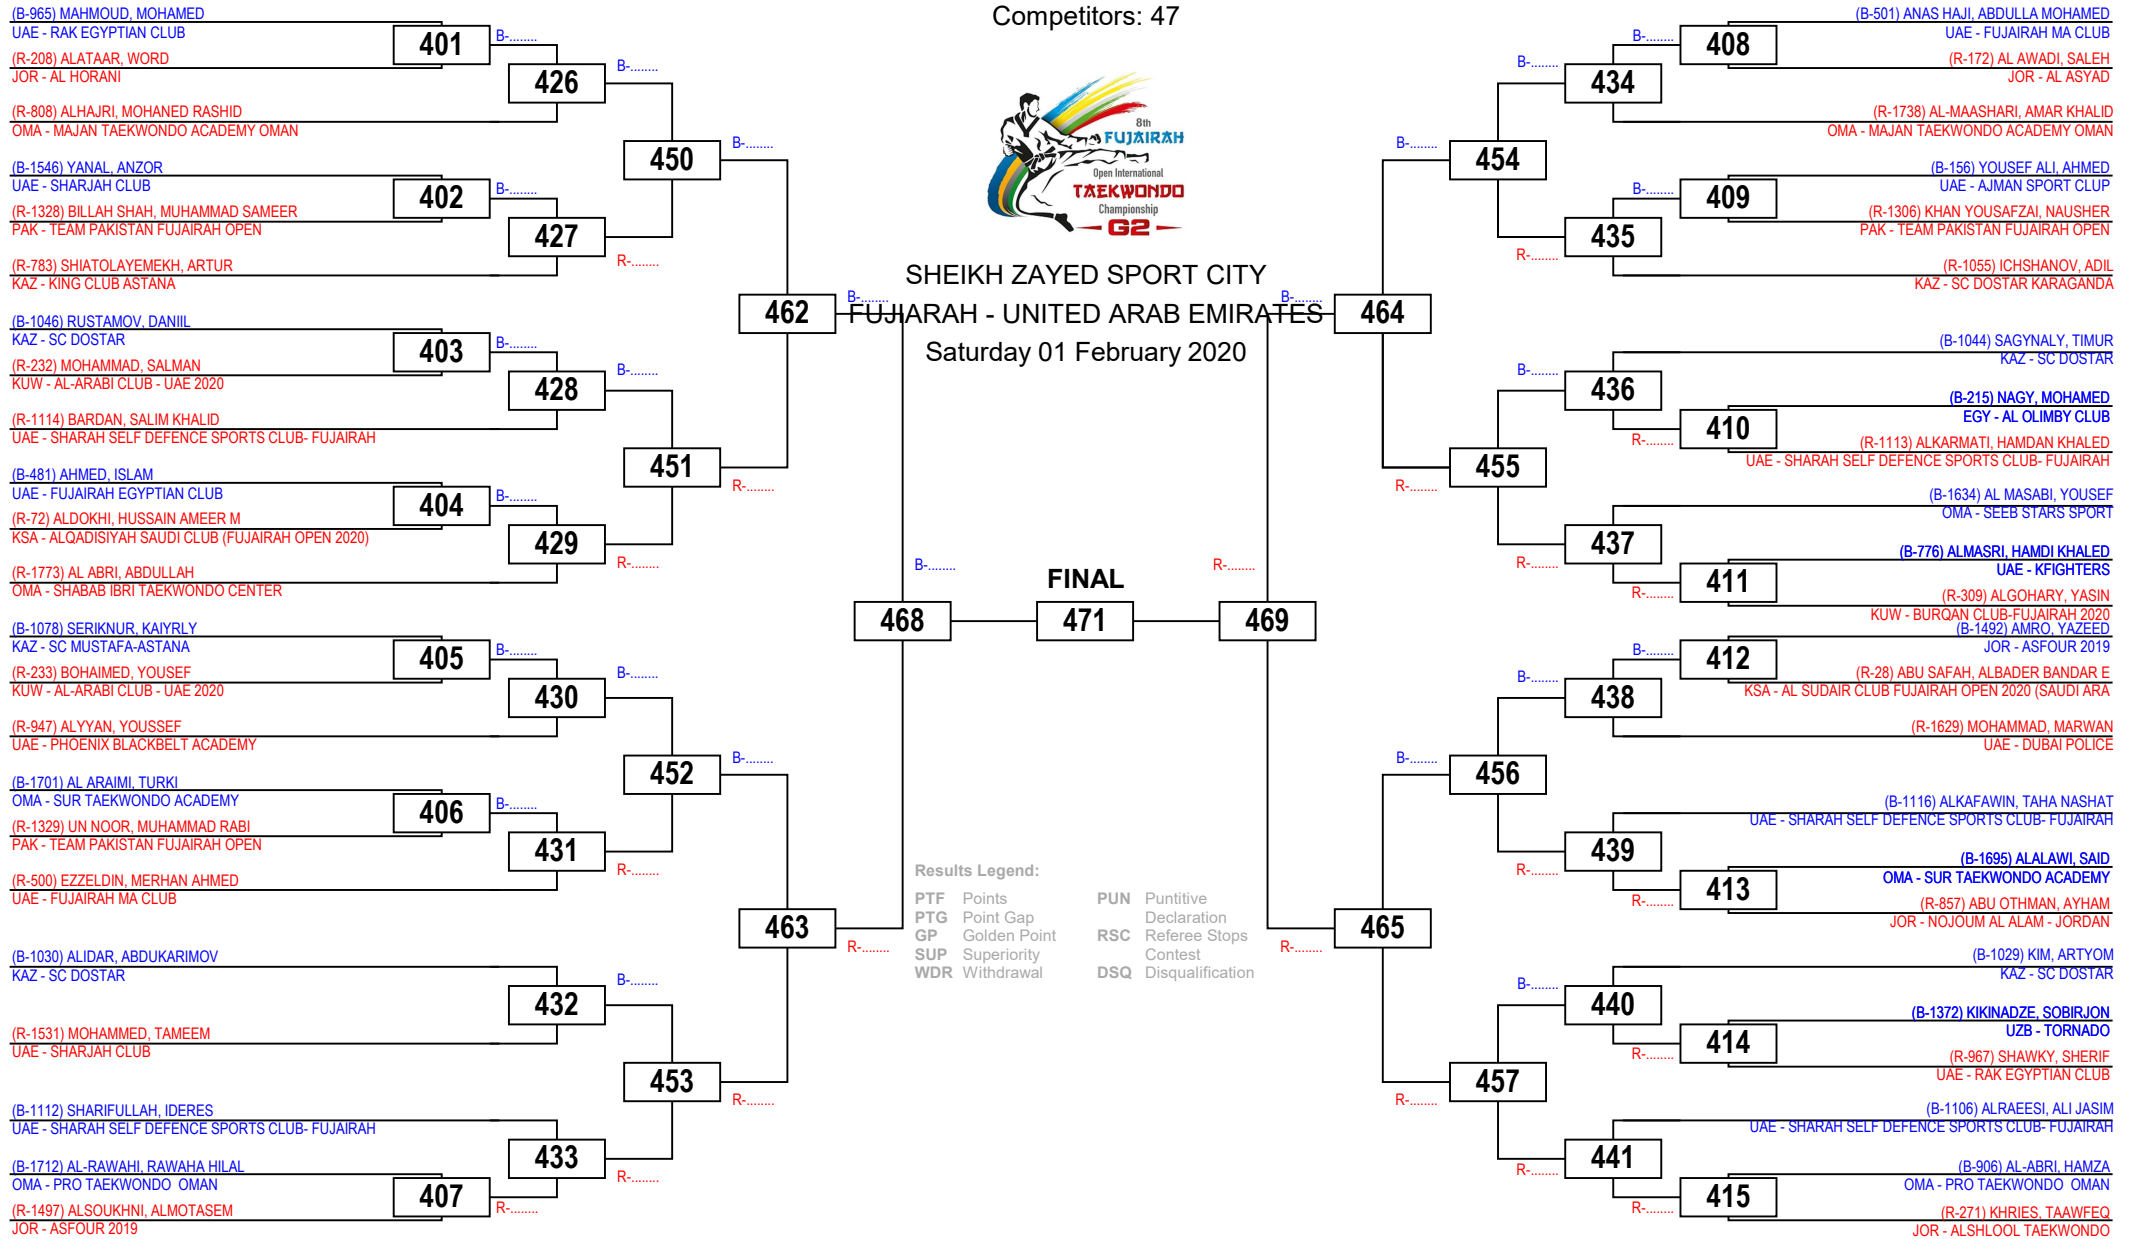 Competitors: 47
8th
FUJAIRAH
Open International
TAEKWONDO
Championship
G2
SHEIKH ZAYED SPORT CITY
FUJIARAH - UNITED ARAB EMIRATES
Saturday 01 February 2020
(B-965) MAHMOUD, MOHAMED
UAE - RAK EGYPTIAN CLUB
401
B-........
(R-208) ALATAAR, WORD
JOR - AL HORANI
426
B-........
(R-808) ALHAJRI, MOHANED RASHID
OMA - MAJAN TAEKWONDO ACADEMY OMAN
450
B-........
(B-1546) YANAL, ANZOR
UAE - SHARJAH CLUB
402
B-........
(R-1328) BILLAH SHAH, MUHAMMAD SAMEER
PAK - TEAM PAKISTAN FUJAIRAH OPEN
427
R-........
(R-783) SHIATOLAYEMEKH, ARTUR
KAZ - KING CLUB ASTANA
462
B-........
(B-1046) RUSTAMOV, DANIIL
KAZ - SC DOSTAR
403
B-........
(R-232) MOHAMMAD, SALMAN
KUW - AL-ARABI CLUB - UAE 2020
428
B-........
(R-1114) BARDAN, SALIM KHALID
UAE - SHARAH SELF DEFENCE SPORTS CLUB- FUJAIRAH
451
R-........
(B-481) AHMED, ISLAM
UAE - FUJAIRAH EGYPTIAN CLUB
404
B-........
(R-72) ALDOKHI, HUSSAIN AMEER M
KSA - ALQADISIYAH SAUDI CLUB (FUJAIRAH OPEN 2020)
429
R-........
(R-1773) AL ABRI, ABDULLAH
OMA - SHABAB IBRI TAEKWONDO CENTER
(B-1078) SERIKNUR, KAIYRLY
KAZ - SC MUSTAFA-ASTANA
405
B-........
(R-233) BOHAIMED, YOUSEF
KUW - AL-ARABI CLUB - UAE 2020
430
B-........
(R-947) ALYYAN, YOUSSEF
UAE - PHOENIX BLACKBELT ACADEMY
452
B-........
(B-1701) AL ARAIMI, TURKI
OMA - SUR TAEKWONDO ACADEMY
406
B-........
(R-1329) UN NOOR, MUHAMMAD RABI
PAK - TEAM PAKISTAN FUJAIRAH OPEN
431
R-........
(R-500) EZZELDIN, MERHAN AHMED
UAE - FUJAIRAH MA CLUB
463
R-........
(B-1030) ALIDAR, ABDUKARIMOV
KAZ - SC DOSTAR
432
B-........
(R-1531) MOHAMMED, TAMEEM
UAE - SHARJAH CLUB
453
R-........
(B-1112) SHARIFULLAH, IDERES
UAE - SHARAH SELF DEFENCE SPORTS CLUB- FUJAIRAH
433
R-........
(B-1712) AL-RAWAHI, RAWAHA HILAL
OMA - PRO TAEKWONDO OMAN
407
R-........
(R-1497) ALSOUKHNI, ALMOTASEM
JOR - ASFOUR 2019
B-........
FINAL
R-........
468
471
469
Results Legend:
PTF Points
PTG Point Gap
GP Golden Point
SUP Superiority
WDR Withdrawal
PUN Puntitive
Declaration
RSC Referee Stops
Contest
DSQ Disqualification
(B-501) ANAS HAJI, ABDULLA MOHAMED
UAE - FUJAIRAH MA CLUB
B-........
408
(R-172) AL AWADI, SALEH
JOR - AL ASYAD
B-........
434
(R-1738) AL-MAASHARI, AMAR KHALID
OMA - MAJAN TAEKWONDO ACADEMY OMAN
B-........
454
(B-156) YOUSEF ALI, AHMED
UAE - AJMAN SPORT CLUP
B-........
409
(R-1306) KHAN YOUSAFZAI, NAUSHER
PAK - TEAM PAKISTAN FUJAIRAH OPEN
R-........
435
(R-1055) ICHSHANOV, ADIL
KAZ - SC DOSTAR KARAGANDA
B-........
464
(B-1044) SAGYNALY, TIMUR
KAZ - SC DOSTAR
B-........
436
(B-215) NAGY, MOHAMED
EGY - AL OLIMBY CLUB
R-........
410
(R-1113) ALKARMATI, HAMDAN KHALED
UAE - SHARAH SELF DEFENCE SPORTS CLUB- FUJAIRAH
R-........
455
(B-1634) AL MASABI, YOUSEF
OMA - SEEB STARS SPORT
R-........
437
(B-776) ALMASRI, HAMDI KHALED
UAE - KFIGHTERS
R-........
411
(R-309) ALGOHARY, YASIN
KUW - BURQAN CLUB-FUJAIRAH 2020
(B-1492) AMRO, YAZEED
JOR - ASFOUR 2019
B-........
412
(R-28) ABU SAFAH, ALBADER BANDAR E
KSA - AL SUDAIR CLUB FUJAIRAH OPEN 2020 (SAUDI ARA
B-........
438
(R-1629) MOHAMMAD, MARWAN
UAE - DUBAI POLICE
B-........
456
(B-1116) ALKAFAWIN, TAHA NASHAT
UAE - SHARAH SELF DEFENCE SPORTS CLUB- FUJAIRAH
R-........
439
(B-1695) ALALAWI, SAID
OMA - SUR TAEKWONDO ACADEMY
R-........
413
(R-857) ABU OTHMAN, AYHAM
JOR - NOJOUM AL ALAM - JORDAN
R-........
465
(B-1029) KIM, ARTYOM
KAZ - SC DOSTAR
B-........
440
(B-1372) KIKINADZE, SOBIRJON
UZB - TORNADO
R-........
414
(R-967) SHAWKY, SHERIF
UAE - RAK EGYPTIAN CLUB
R-........
457
(B-1106) ALRAEESI, ALI JASIM
UAE - SHARAH SELF DEFENCE SPORTS CLUB- FUJAIRAH
R-........
441
(B-906) AL-ABRI, HAMZA
OMA - PRO TAEKWONDO OMAN
R-........
415
(R-271) KHRIES, TAAWFEQ
JOR - ALSHLOOL TAEKWONDO